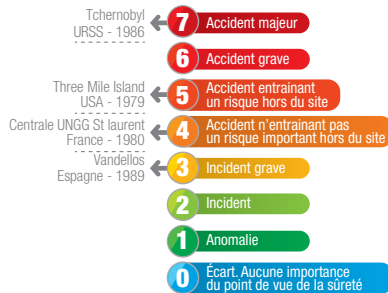 Tchernobyl
URSS - 1986
7 Accident majeur
6 Accident grave
Three Mile Island
USA - 1979
5 Accident entrainant
un risque hors du site
Centrale UNGG St laurent
France - 1980
4 Accident n'entrainant pas
un risque important hors du site
Vandellos
Espagne - 1989
3 Incident grave
2 Incident
1 Anomalie
0 Écart. Aucune importance
du point de vue de la sûreté